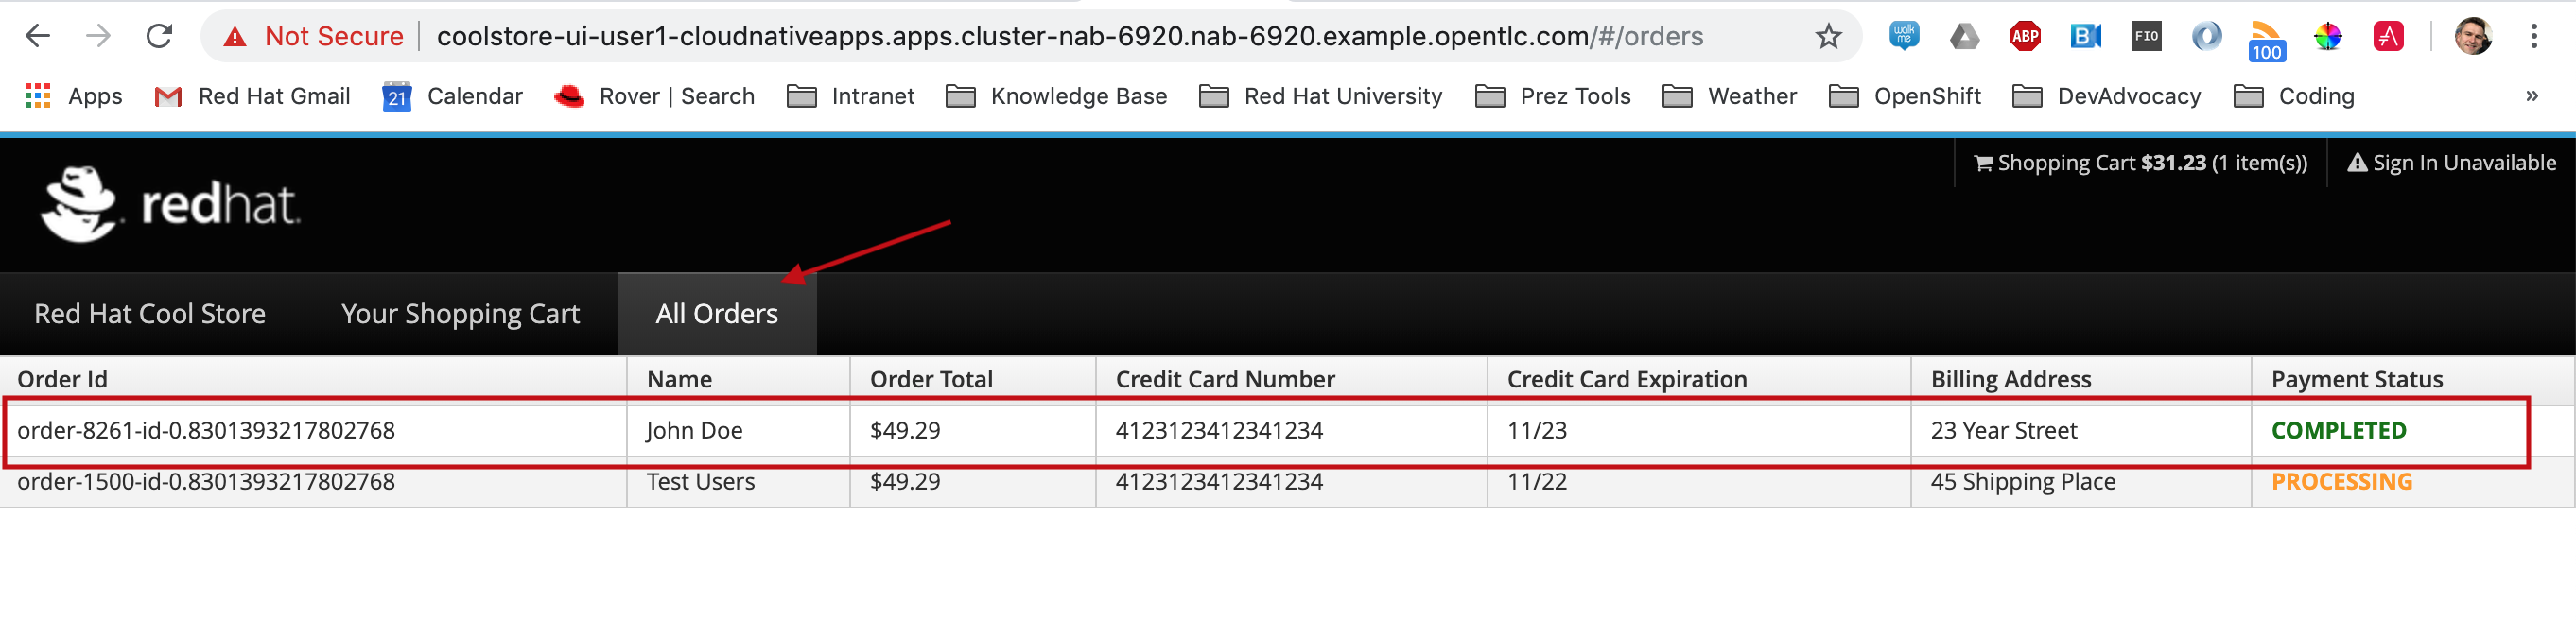 Not Secure coolstore-ui-user1-cloudnativeapps.apps.cluster-nab-6920.nab-6920.example.opentlc.com/#/orders walk me ABP B FIO 100
Apps Red Hat Gmail 21 Calendar Rover | Search Intranet Knowledge Base Red Hat University Prez Tools Weather OpenShift DevAdvocacy Coding »
Shopping Cart $31.23 (1 item(s)) Sign In Unavailable
redhat.
Red Hat Cool Store Your Shopping Cart All Orders
Order Id Name Order Total Credit Card Number Credit Card Expiration Billing Address Payment Status
order-8261-id-0.8301393217802768 John Doe $49.29 4123123412341234 11/23 23 Year Street COMPLETED
order-1500-id-0.8301393217802768 Test Users $49.29 4123123412341234 11/22 45 Shipping Place PROCESSING